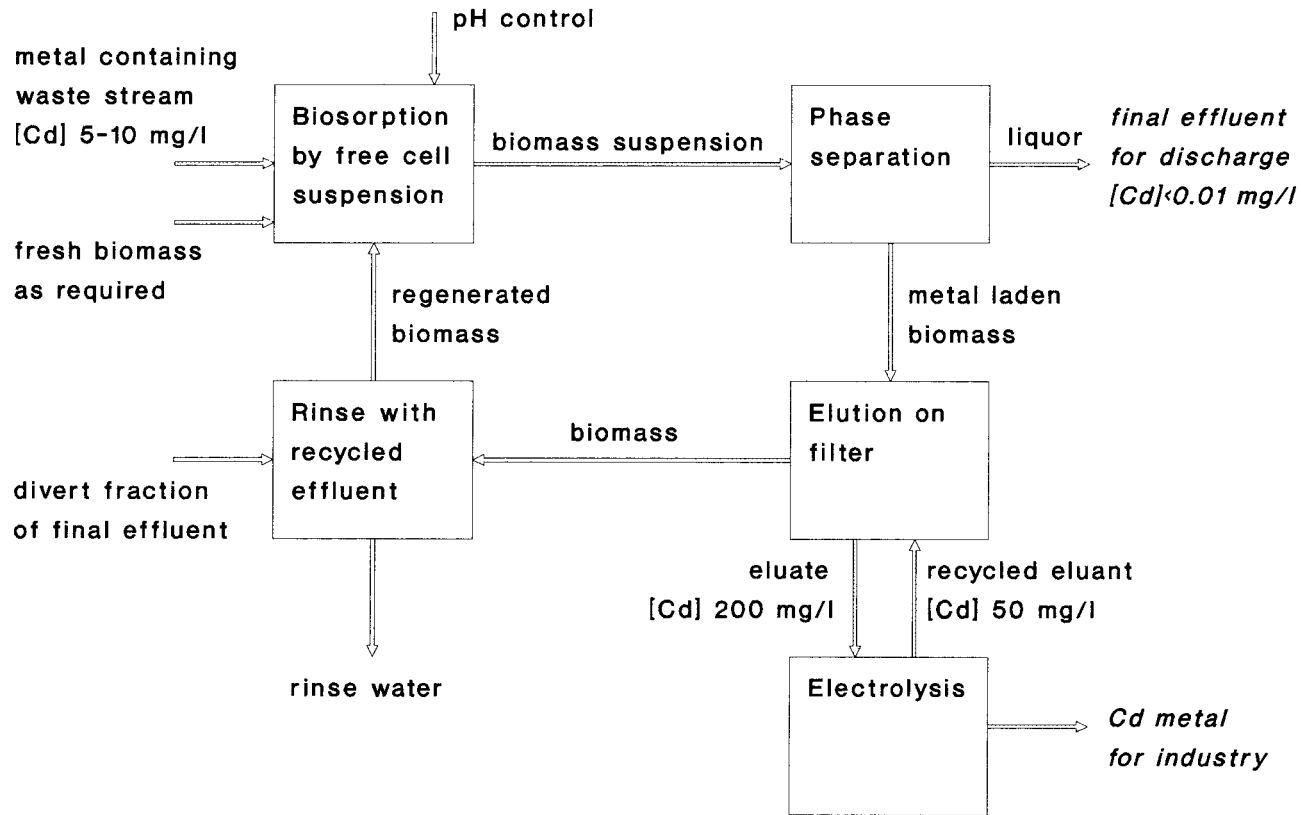 pH control
metal containing
waste stream
[Cd] 5-10 mg/l
fresh biomass
as required
Biosorption
by free cell
suspension
biomass suspension
Phase
separation
liquor
final effluent
for discharge
[Cd]<0.01 mg/l
regenerated
biomass
metal laden
biomass
Rinse with
recycled
effluent
biomass
Elution on
filter
divert fraction
of final effluent
eluate
[Cd] 200 mg/l
recycled eluant
[Cd] 50 mg/l
rinse water
Electrolysis
Cd metal
for industry